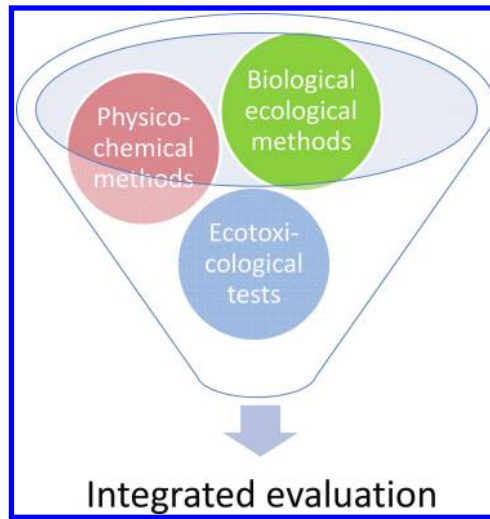 Physico-
chemical
methods
Biological
ecological
methods
Ecotoxi-
cological
tests
Integrated evaluation